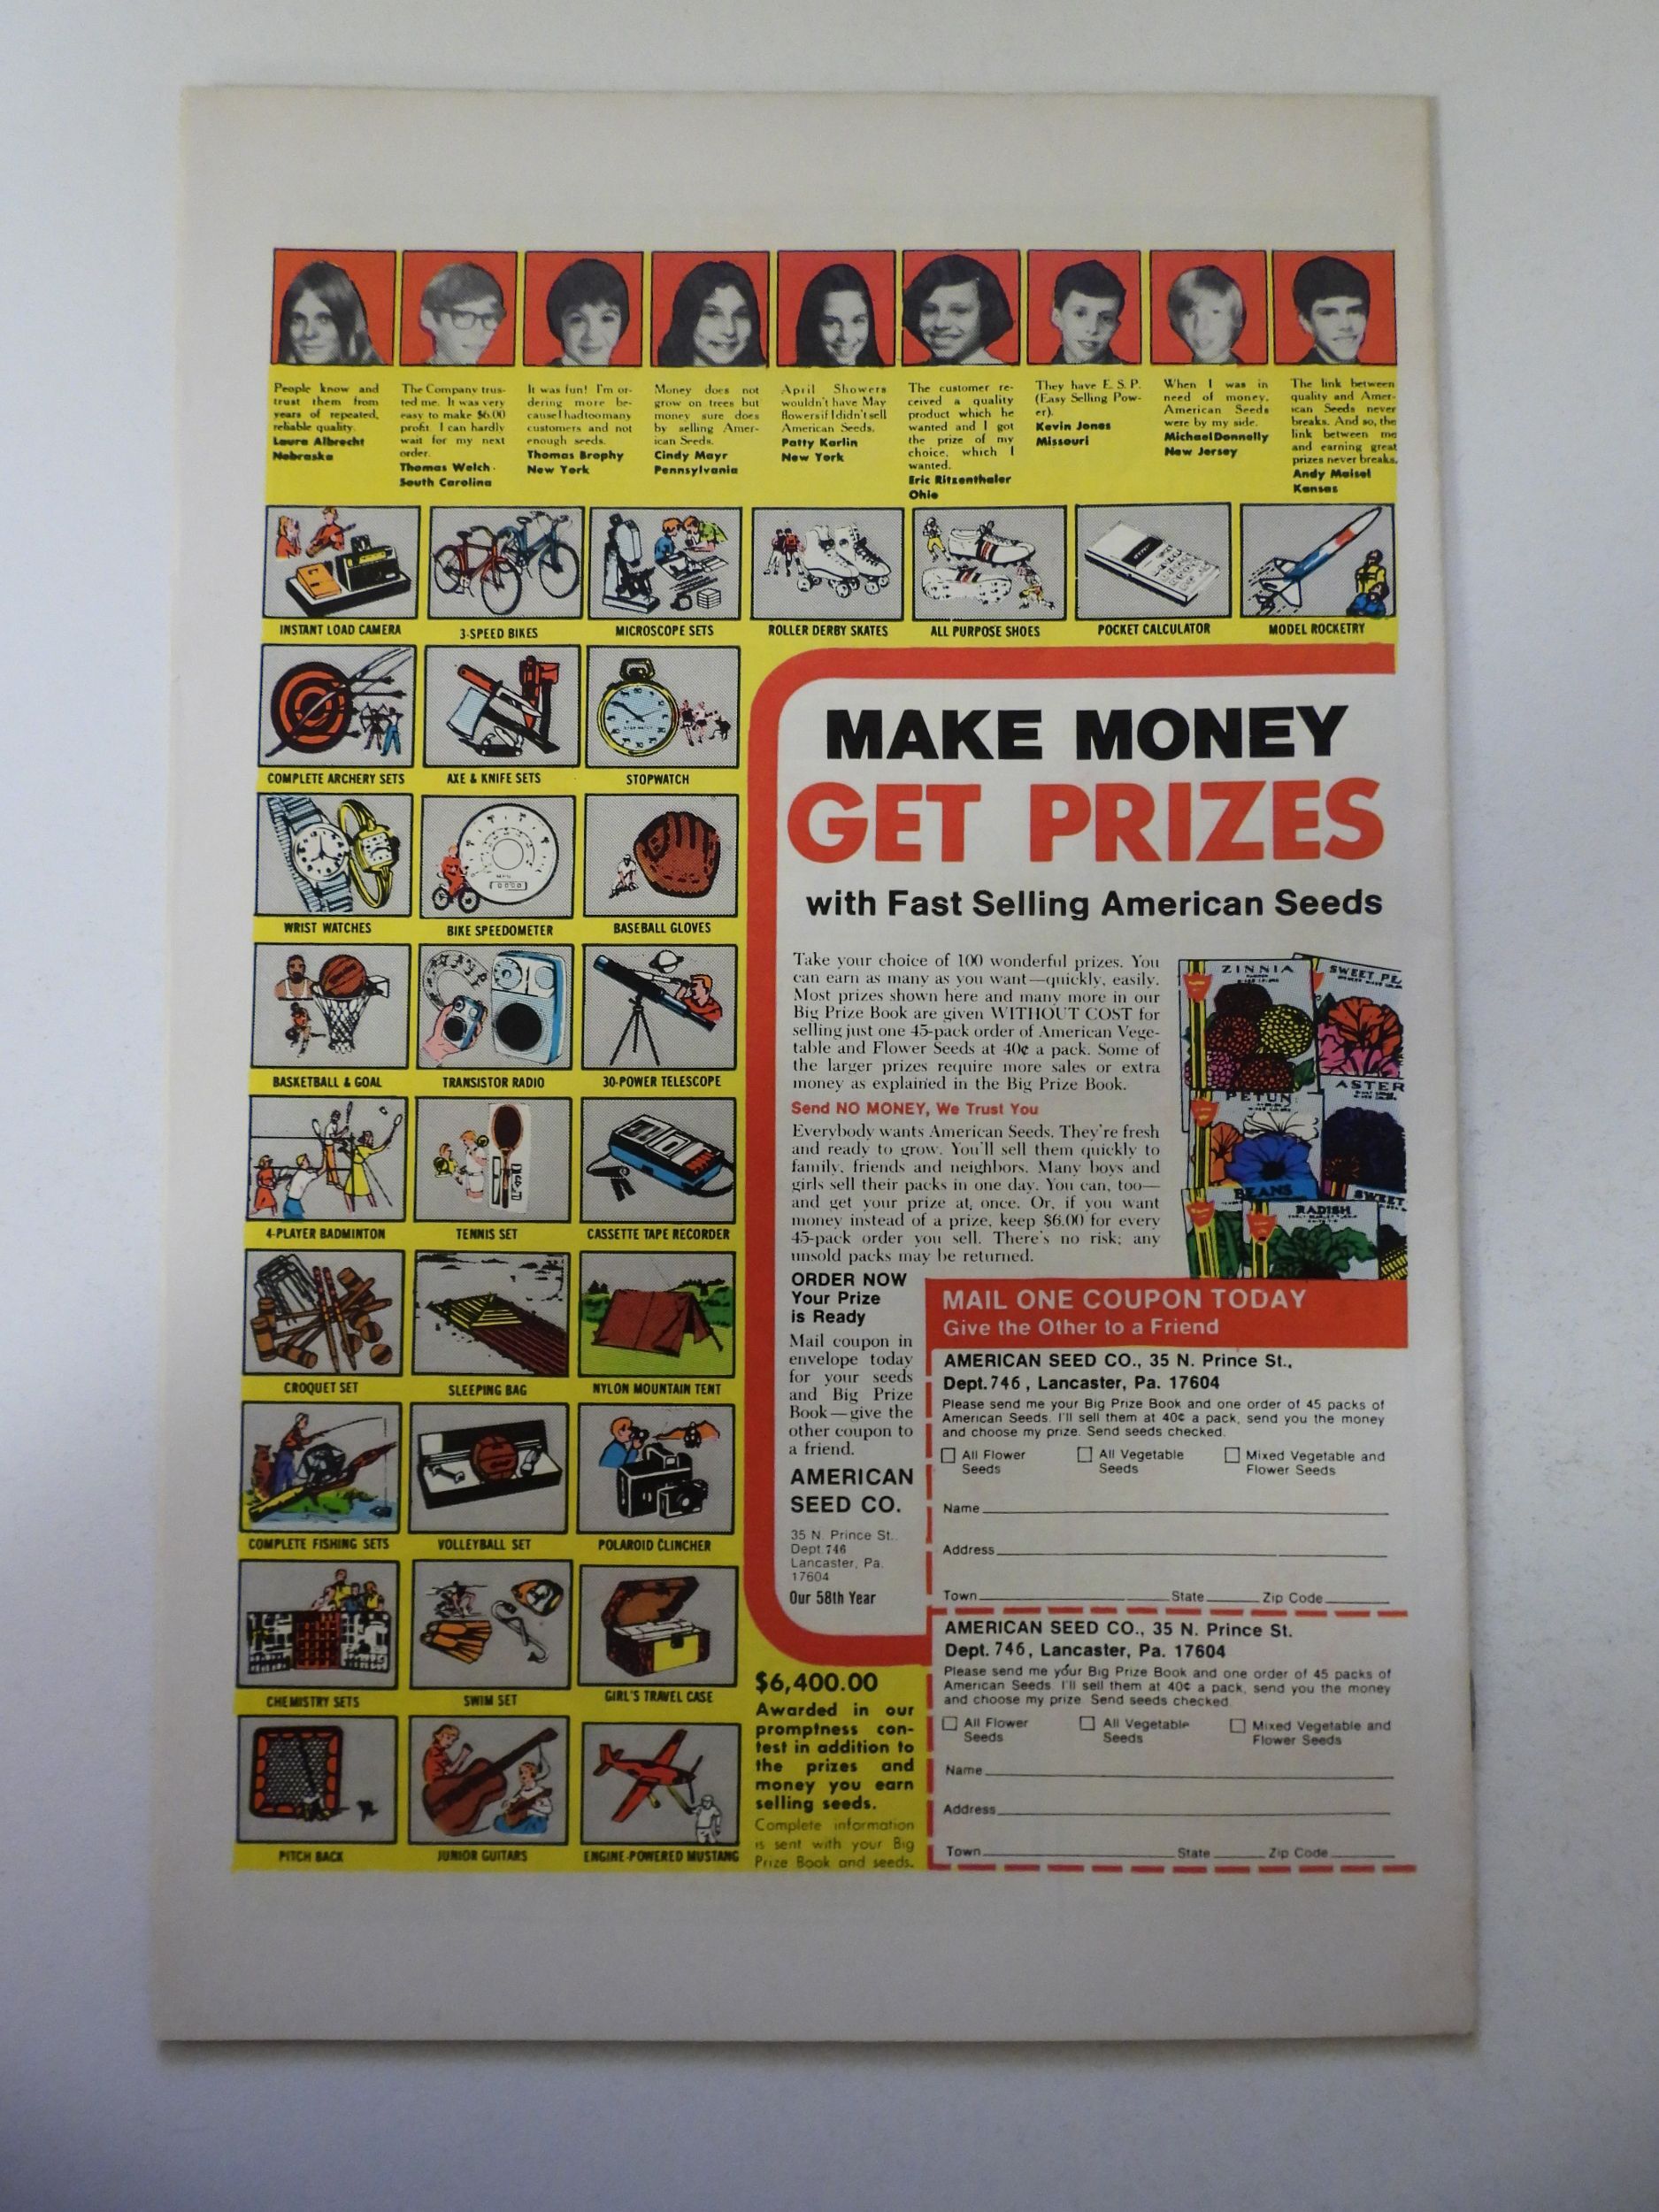 People know and
trust them from
years of repeated,
reliable quality.
Laura Albrecht
Nebraska
The Company trus-
ted me. It was very
easy to make $6.00
profit. I can hardly
wait for my next
order.
Thomas Welch
South Carolina
It was fun! I'm or-
dering more be-
cause I had too many
customers and not
enough seeds.
Thomas Brophy
New York
Money does not
grow on trees but
money sure does
by selling Amer-
ican Seeds.
Cindy Mayr
Pennsylvania
April Showers
wouldn't have May
flowers if I didn't sell
American Seeds.
Patty Karlin
New York
The customer re-
ceived a quality
product which he
wanted and I got
the prize of my
choice, which I
wanted.
Eric Ritzenthaler
Ohio
They have E. S. P.
(Easy Selling Pow-
er).
Kevin Jones
Missouri
When I was in
need of money,
American Seeds
were by my side.
Michael Donnelly
New Jersey
The link between
quality and Amer-
ican Seeds never
breaks. And so, the
link between me
and earning great
prizes never breaks.
Andy Maisel
Kansas
INSTANT LOAD CAMERA
3-SPEED BIKES
MICROSCOPE SETS
ROLLER DERBY SKATES
ALL PURPOSE SHOES
POCKET CALCULATOR
MODEL ROCKETRY
COMPLETE ARCHERY SETS
AXE & KNIFE SETS
STOPWATCH
WRIST WATCHES
BIKE SPEEDOMETER
BASEBALL GLOVES
BASKETBALL & GOAL
TRANSISTOR RADIO
30-POWER TELESCOPE
4-PLAYER BADMINTON
TENNIS SET
CASSETTE TAPE RECORDER
CROQUET SET
SLEEPING BAG
NYLON MOUNTAIN TENT
COMPLETE FISHING SETS
VOLLEYBALL SET
POLAROID CLINCHER
CHEMISTRY SETS
SWIM SET
GIRL'S TRAVEL CASE
PITCH BACK
JUNIOR GUITARS
ENGINE-POWERED MUSTANG
MAKE MONEY
GET PRIZES
with Fast Selling American Seeds
Take your choice of 100 wonderful prizes. You
can earn as many as you want—quickly, easily.
Most prizes shown here and many more in our
Big Prize Book are given WITHOUT COST for
selling just one 45-pack order of American Vege-
table and Flower Seeds at 40¢ a pack. Some of
the larger prizes require more sales or extra
money as explained in the Big Prize Book.
Send NO MONEY, We Trust You
Everybody wants American Seeds. They're fresh
and ready to grow. You'll sell them quickly to
family, friends and neighbors. Many boys and
girls sell their packs in one day. You can, too—
and get your prize at once. Or, if you want
money instead of a prize, keep $6.00 for every
45-pack order you sell. There's no risk; any
unsold packs may be returned.
ZINNIA
SWEET PE
ASTER
PETUN
BEANS
SWEET
RADISH
ORDER NOW
Your Prize
is Ready
Mail coupon in
envelope today
for your seeds
and Big Prize
Book—give the
other coupon to
a friend.
AMERICAN
SEED CO.
35 N. Prince St.
Dept 746
Lancaster, Pa.
17604
Our 58th Year
MAIL ONE COUPON TODAY
Give the Other to a Friend
AMERICAN SEED CO., 35 N. Prince St.,
Dept. 746, Lancaster, Pa. 17604
Please send me your Big Prize Book and one order of 45 packs of
American Seeds. I'll sell them at 40¢ a pack, send you the money
and choose my prize. Send seeds checked.
All Flower
Seeds
All Vegetable
Seeds
Mixed Vegetable and
Flower Seeds
Name
Address
Town State Zip Code
AMERICAN SEED CO., 35 N. Prince St.
Dept. 746, Lancaster, Pa. 17604
Please send me your Big Prize Book and one order of 45 packs of
American Seeds. I'll sell them at 40¢ a pack, send you the money
and choose my prize. Send seeds checked.
All Flower
Seeds
All Vegetable
Seeds
Mixed Vegetable and
Flower Seeds
Name
Address
Town State Zip Code
$6,400.00
Awarded in our
promptness con-
test in addition to
the prizes and
money you earn
selling seeds.
Complete information
is sent with your Big
Prize Book and seeds.